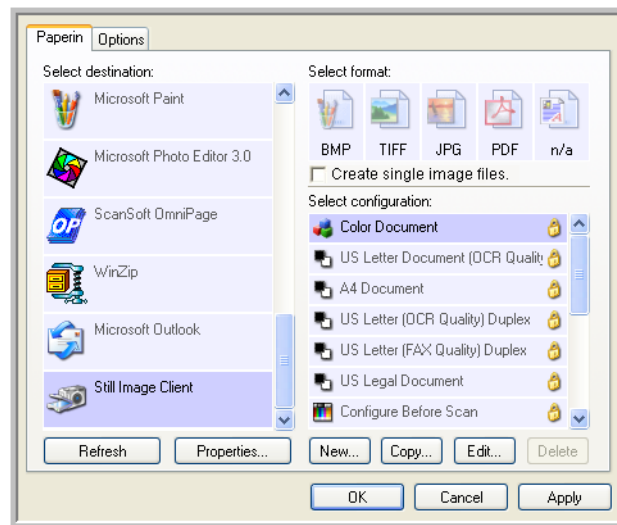 Paperin Options
Select destination:
Microsoft Paint
Microsoft Photo Editor 3.0
ScanSoft OmniPage
OP
WinZip
Microsoft Outlook
Still Image Client
Refresh Properties...
Select format:
BMP TIFF JPG PDF n/a
Create single image files.
Select configuration:
Color Document
US Letter Document (OCR Quality
A4 Document
US Letter (OCR Quality) Duplex
US Letter (FAX Quality) Duplex
US Legal Document
Configure Before Scan
New... Copy... Edit... Delete
OK Cancel Apply